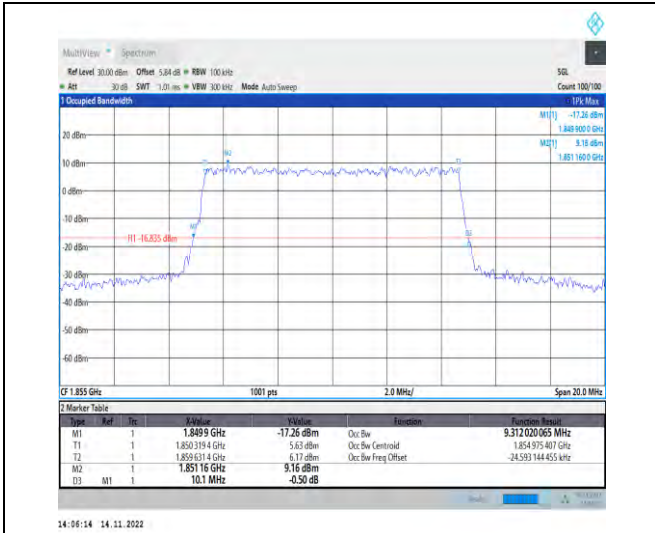 MultiView Spectrum
Ref Level 30.00 dBm Offset 5.84 dB RBW 100 kHz SGL
Att 30 dB SWT 1.01 ms VBW 300 kHz Mode Auto Sweep Count 100/100
1 Occupied Bandwidth 1Pk Max
M1[1] -17.26 dBm
1.849 900 0 GHz
M2[1] 9.16 dBm
1.851 160 0 GHz
20 dBm
M2
10 dBm
T1
0 dBm
-10 dBm
M1
H1 -16.835 dBm
-30 dBm
-40 dBm
-50 dBm
-60 dBm
CF 1.855 GHz 1001 pts 2.0 MHz/ Span 20.0 MHz
2 Marker Table
Type Ref Trc X-Value Y-Value Function Function Result
M1 1 1.8499 GHz -17.26 dBm Occ Bw 9.312 020 065 MHz
T1 1 1.850 319 4 GHz 5.63 dBm Occ Bw Centroid 1.854 975 407 GHz
T2 1 1.859 631 4 GHz 6.17 dBm Occ Bw Freq Offset -24.593 144 455 kHz
M2 1 1.851 16 GHz 9.16 dBm
D3 M1 1 10.1 MHz -0.50 dB
14:06:14 14.11.2022